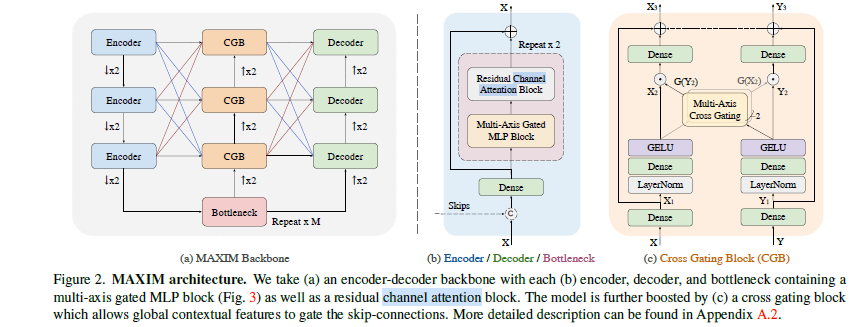 Encoder
CGB
Decoder
↓x2
↑x2
↑x2
Encoder
CGB
Decoder
↓x2
↑x2
↑x2
Encoder
CGB
Decoder
↓x2
↑x2
↑x2
Bottleneck
Repeat x M
(a) MAXIM Backbone
X
Repeat x 2
Residual Channel
Attention Block
Multi-Axis Gated
MLP Block
Dense
Skips
C
X
(b) Encoder / Decoder / Bottleneck
X₃
Y₃
Dense
Dense
G(Y₂)
G(X₂)
X₂
Y₂
Multi-Axis
Cross Gating
2
GELU
GELU
Dense
Dense
LayerNorm
LayerNorm
X₁
Y₁
Dense
Dense
X
Y
(c) Cross Gating Block (CGB)
Figure 2. MAXIM architecture. We take (a) an encoder-decoder backbone with each (b) encoder, decoder, and bottleneck containing a
multi-axis gated MLP block (Fig. 3) as well as a residual channel attention block. The model is further boosted by (c) a cross gating block
which allows global contextual features to gate the skip-connections. More detailed description can be found in Appendix A.2.